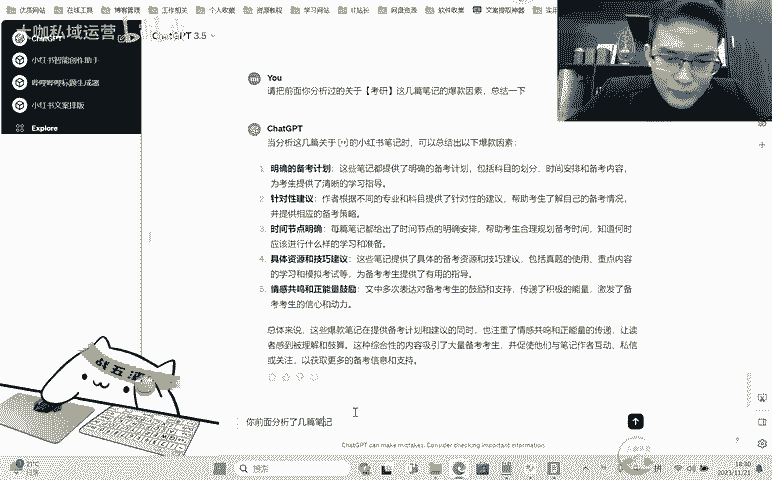 优质网站 在线工具 博客管理 工作相关 个人收藏 资源教程 学习网站 IT站长 网盘资源 软件收集 文案提取神器
大咖私域运营
ChatGPT
ChatGPT 3.5
小红书智能创作助手
小红书文案排版
Explore
You
请把前面你分析过的关于【考研】这几篇笔记的爆款因素，总结一下
ChatGPT
当分析这几篇关于[**]的小红书笔记时，可以总结出以下爆款因素：
1. 明确的备考计划：这些笔记都提供了明确的备考计划，包括科目的划分、时间安排和备考内容，
为考生提供了清晰的学习指导。
2. 针对性建议：作者根据不同的专业和科目提供了针对性的建议，帮助考生了解自己的备考情况，
并提供相应的备考策略。
3. 时间节点明确：每篇笔记都给出了时间节点的明确安排，帮助考生合理规划备考时间，知道何时
应该进行什么样的学习和准备。
4. 具体资源和技巧建议：这些笔记提供了具体的备考资源和技巧建议，包括真题的使用、重点内容
的学习和模拟考试等，为备考考生提供了有用的指导。
5. 情感共鸣和正能量鼓励：文中多次表达对备考考生的鼓励和支持，传递了积极的能量，激发了备
考考生的信心和动力。
总体来说，这些爆款笔记在提供备考计划和建议的同时，也注重了情感共鸣和正能量的传递，让读
者感到被理解和鼓舞。这种综合性的内容吸引了大量备考考生，并促使他们与笔记作者互动、私信
或关注，以获取更多的备考信息和支持。
你前面分析了几篇笔记
ChatGPT can make mistakes. Consider checking important information.
战五渣
21°C
搜索
拼
18:30
2023/11/21